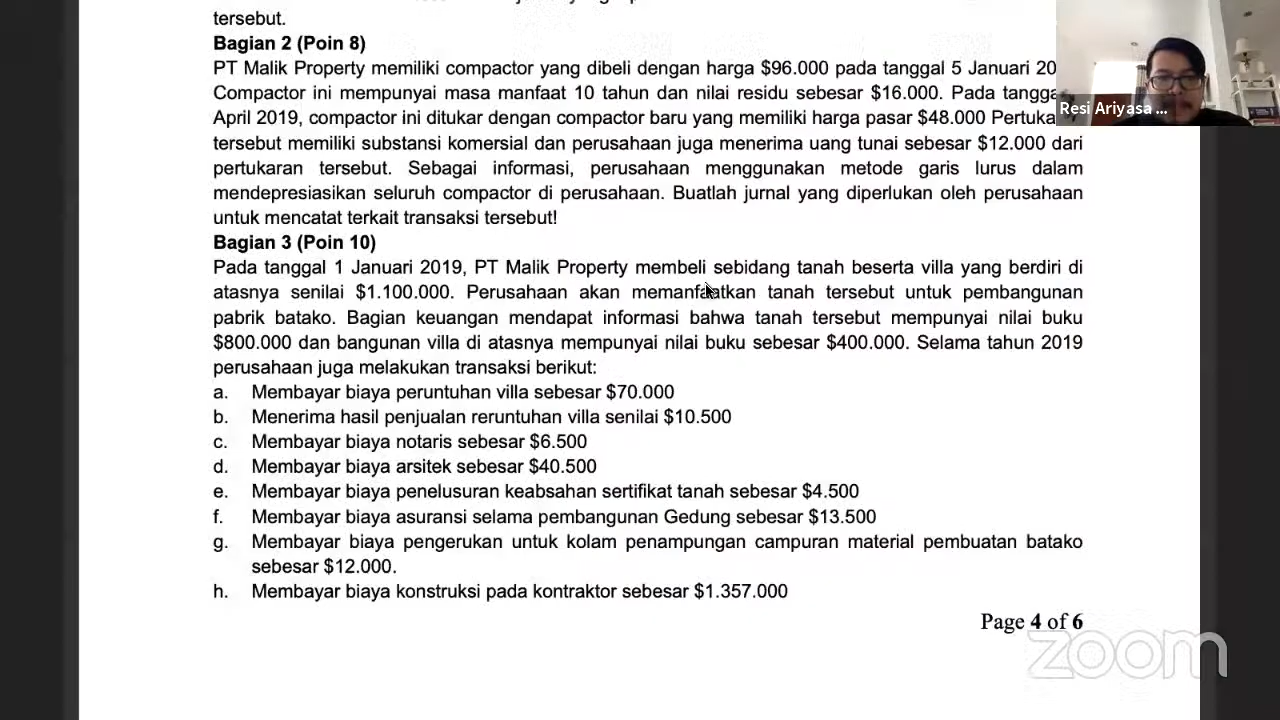 tersebut.
Bagian 2 (Poin 8)
PT Malik Property memiliki compactor yang dibeli dengan harga $96.000 pada tanggal 5 Januari 20
Compactor ini mempunyai masa manfaat 10 tahun dan nilai residu sebesar $16.000. Pada
April 2019, compactor ini ditukar dengan compactor baru yang memiliki harga pasar $48.000
tersebut memiliki substansi komersial dan perusahaan juga menerima uang tunai sebesar $12.000 dari
pertukaran tersebut. Sebagai informasi, perusahaan menggunakan metode garis lurus dalam
mendepresiasikan seluruh compactor di perusahaan. Buatlah jurnal yang diperlukan oleh perusahaan
untuk mencatat terkait transaksi tersebut!
Bagian 3 (Poin 10)
Pada tanggal 1 Januari 2019, PT Malik Property membeli sebidang tanah beserta villa yang berdiri di
atasnya senilai $1.100.000. Perusahaan akan memanfaatkan tanah tersebut untuk pembangunan
pabrik batako. Bagian keuangan mendapat informasi bahwa tanah tersebut mempunyai nilai buku
$800.000 dan bangunan villa di atasnya mempunyai nilai buku sebesar $400.000. Selama tahun 2019
perusahaan juga melakukan transaksi berikut:
a. Membayar biaya peruntuhan villa sebesar $70.000
b. Menerima hasil penjualan reruntuhan villa senilai $10.500
c. Membayar biaya notaris sebesar $6.500
d. Membayar biaya arsitek sebesar $40.500
e. Membayar biaya penelusuran keabsahan sertifikat tanah sebesar $4.500
f. Membayar biaya asuransi selama pembangunan Gedung sebesar $13.500
g. Membayar biaya pengerukan untuk kolam penampungan campuran material pembuatan batako
sebesar $12.000.
h. Membayar biaya konstruksi pada kontraktor sebesar $1.357.000
Page 4 of 6
Resi Ariyasa ...
zoom